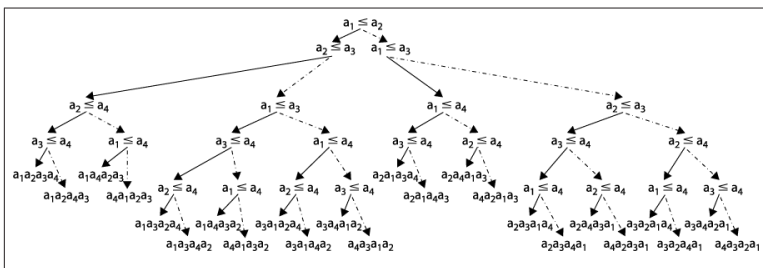 a₁ ≤ a₂
a₂ ≤ a₃ a₁ ≤ a₃
a₂ ≤ a₄ a₁ ≤ a₃ a₁ ≤ a₄ a₂ ≤ a₃
a₃ ≤ a₄ a₁ ≤ a₄ a₃ ≤ a₄ a₁ ≤ a₄ a₃ ≤ a₄ a₂ ≤ a₄ a₃ ≤ a₄ a₂ ≤ a₄
a₁a₂a₃a₄ a₁a₄a₂a₃ a₂a₁a₃a₄ a₂a₄a₁a₃
a₁a₂a₄a₃ a₄a₁a₂a₃ a₂ ≤ a₄ a₁ ≤ a₄ a₂ ≤ a₄ a₃ ≤ a₄ a₂a₁a₄a₃ a₄a₂a₁a₃ a₁ ≤ a₄ a₂ ≤ a₄ a₁ ≤ a₄ a₃ ≤ a₄
a₁a₃a₂a₄ a₁a₄a₃a₂ a₃a₁a₂a₄ a₃a₄a₁a₂ a₂a₃a₁a₄ a₂a₄a₃a₁ a₃a₂a₁a₄ a₃a₄a₂a₁
a₁a₃a₄a₂ a₄a₁a₃a₂ a₃a₁a₄a₂ a₄a₃a₁a₂ a₂a₃a₄a₁ a₄a₂a₃a₁ a₃a₂a₄a₁ a₄a₃a₂a₁